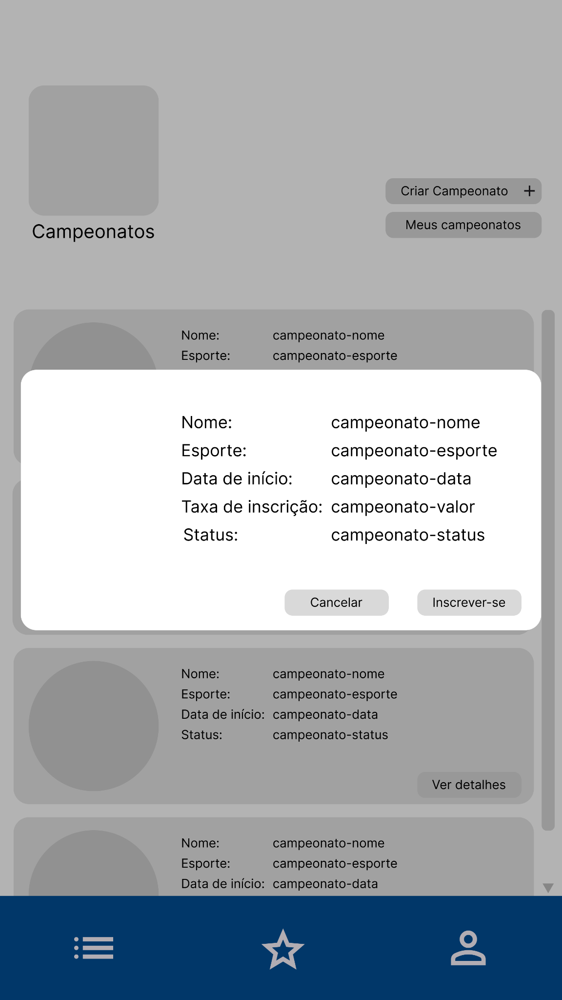 Criar Campeonato +
Meus campeonatos
Campeonatos
Nome: campeonato-nome
Esporte: campeonato-esporte
Nome: campeonato-nome
Esporte: campeonato-esporte
Data de início: campeonato-data
Taxa de inscrição: campeonato-valor
Status: campeonato-status
Cancelar Inscrever-se
Nome: campeonato-nome
Esporte: campeonato-esporte
Data de início: campeonato-data
Status: campeonato-status
Ver detalhes
Nome: campeonato-nome
Esporte: campeonato-esporte
Data de início: campeonato-data